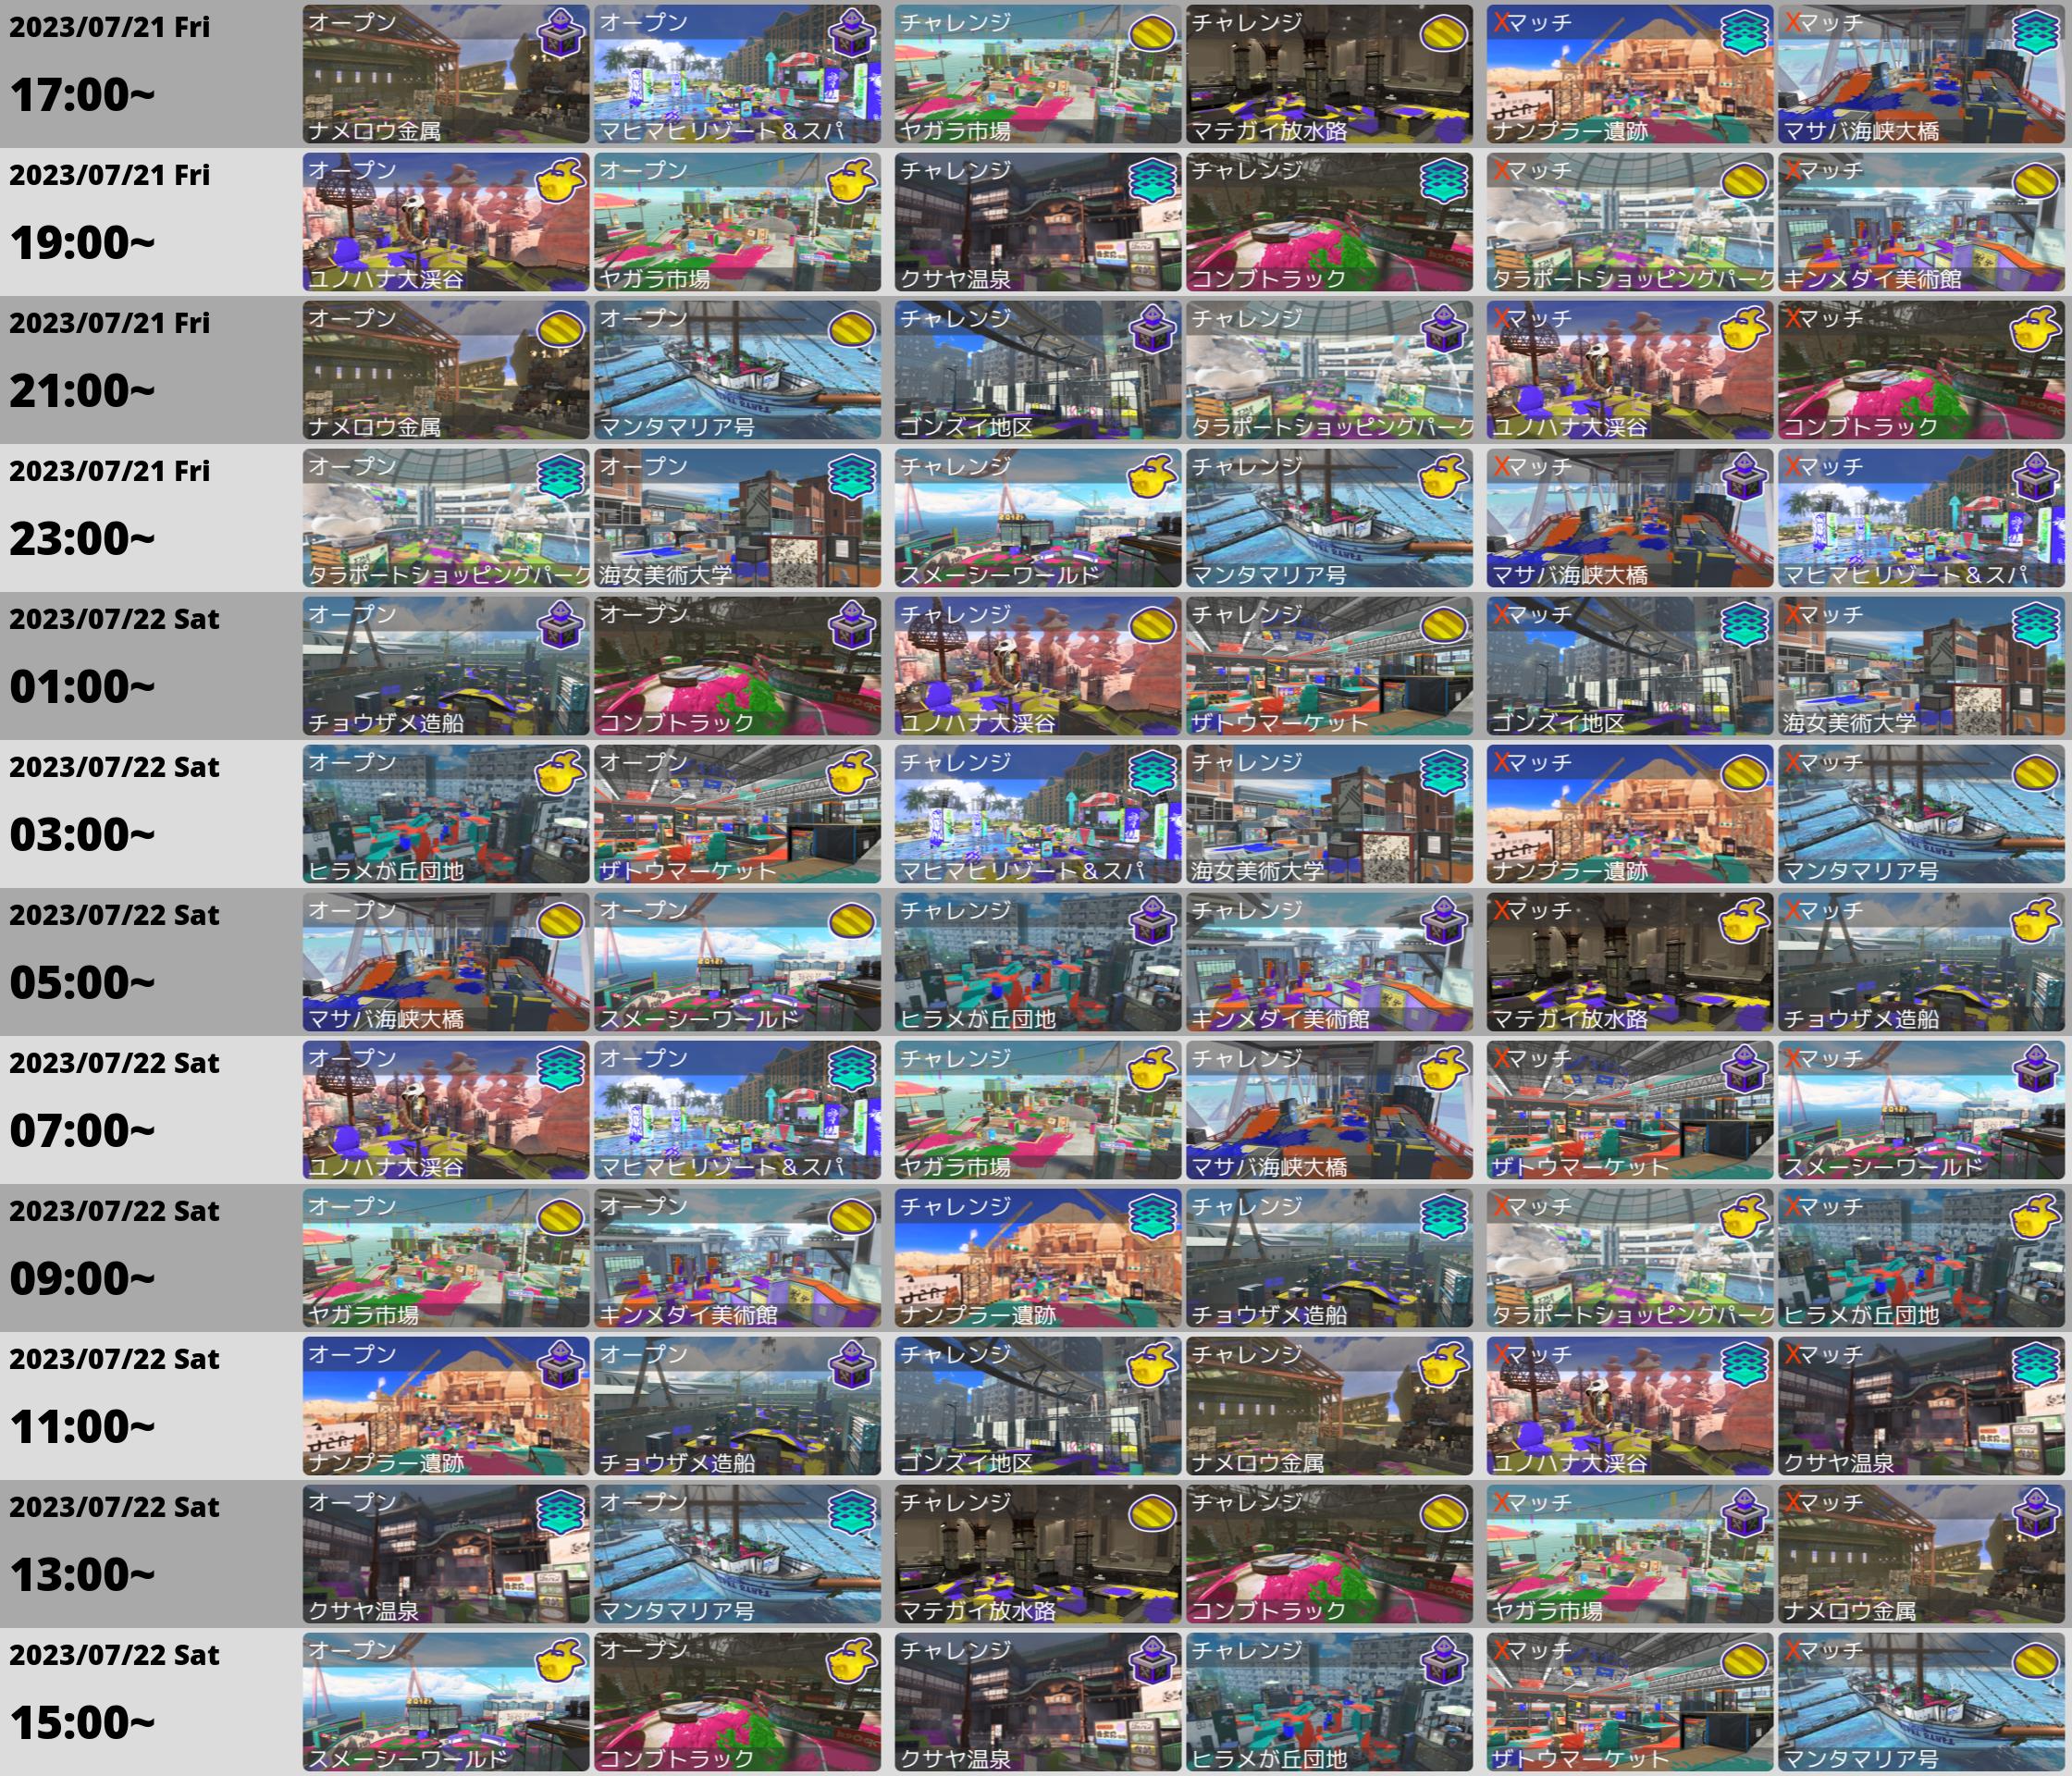 2023/07/21 Fri
17:00~
オープン
ナメロウ金属
オープン
マヒマヒリゾート＆スパ
チャレンジ
ヤガラ市場
チャレンジ
マテガイ放水路
Xマッチ
ナンプラー遺跡
Xマッチ
マサバ海峡大橋
2023/07/21 Fri
19:00~
オープン
ユノハナ大渓谷
オープン
ヤガラ市場
チャレンジ
クサヤ温泉
チャレンジ
コンブトラック
Xマッチ
タラポートショッピングパーク
Xマッチ
キンメダイ美術館
2023/07/21 Fri
21:00~
オープン
ナメロウ金属
オープン
マンタマリア号
チャレンジ
ゴンズイ地区
チャレンジ
タラポートショッピングパーク
Xマッチ
ユノハナ大渓谷
Xマッチ
コンブトラック
2023/07/21 Fri
23:00~
オープン
タラポートショッピングパーク
オープン
海女美術大学
チャレンジ
スメーシーワールド
チャレンジ
マンタマリア号
Xマッチ
マサバ海峡大橋
Xマッチ
マヒマヒリゾート＆スパ
2023/07/22 Sat
01:00~
オープン
チョウザメ造船
オープン
コンブトラック
チャレンジ
ユノハナ大渓谷
チャレンジ
ザトウマーケット
Xマッチ
ゴンズイ地区
Xマッチ
海女美術大学
2023/07/22 Sat
03:00~
オープン
ヒラメが丘団地
オープン
ザトウマーケット
チャレンジ
マヒマヒリゾート＆スパ
チャレンジ
海女美術大学
Xマッチ
ナンプラー遺跡
Xマッチ
マンタマリア号
2023/07/22 Sat
05:00~
オープン
マサバ海峡大橋
オープン
スメーシーワールド
チャレンジ
ヒラメが丘団地
チャレンジ
キンメダイ美術館
Xマッチ
マテガイ放水路
Xマッチ
チョウザメ造船
2023/07/22 Sat
07:00~
オープン
ユノハナ大渓谷
オープン
マヒマヒリゾート＆スパ
チャレンジ
ヤガラ市場
チャレンジ
マサバ海峡大橋
Xマッチ
ザトウマーケット
Xマッチ
スメーシーワールド
2023/07/22 Sat
09:00~
オープン
ヤガラ市場
オープン
キンメダイ美術館
チャレンジ
ナンプラー遺跡
チャレンジ
チョウザメ造船
Xマッチ
タラポートショッピングパーク
Xマッチ
ヒラメが丘団地
2023/07/22 Sat
11:00~
オープン
ナンプラー遺跡
オープン
チョウザメ造船
チャレンジ
ゴンズイ地区
チャレンジ
ナメロウ金属
Xマッチ
ユノハナ大渓谷
Xマッチ
クサヤ温泉
2023/07/22 Sat
13:00~
オープン
クサヤ温泉
オープン
マンタマリア号
チャレンジ
マテガイ放水路
チャレンジ
コンブトラック
Xマッチ
ヤガラ市場
Xマッチ
ナメロウ金属
2023/07/22 Sat
15:00~
オープン
スメーシーワールド
オープン
コンブトラック
チャレンジ
クサヤ温泉
チャレンジ
ヒラメが丘団地
Xマッチ
ザトウマーケット
Xマッチ
マンタマリア号